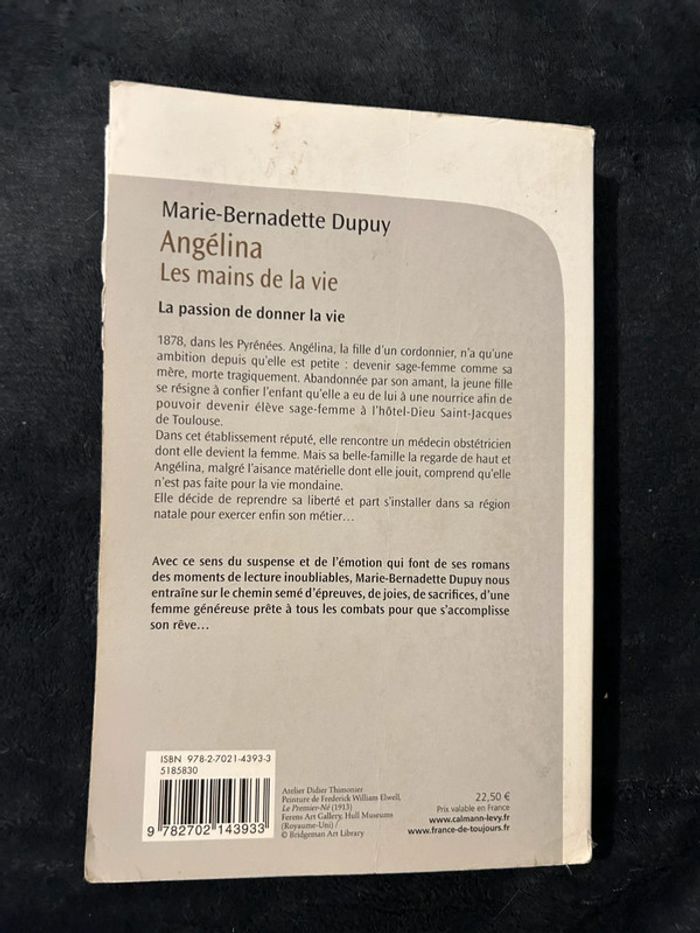 Marie-Bernadette Dupuy
Angélina
Les mains de la vie
La passion de donner la vie
1878, dans les Pyrénées. Angélina, la fille d'un cordonnier, n'a qu'une
ambition depuis qu'elle est petite : devenir sage-femme comme sa
mère, morte tragiquement. Abandonnée par son amant, la jeune fille
se résigne à confier l'enfant qu'elle a eu de lui à une nourrice afin de
pouvoir devenir élève sage-femme à l'hôtel-Dieu Saint-Jacques
de Toulouse.
Dans cet établissement réputé, elle rencontre un médecin obstétricien
dont elle devient la femme. Mais sa belle-famille la regarde de haut et
Angélina, malgré l'aisance matérielle dont elle jouit, comprend qu'elle
n'est pas faite pour la vie mondaine.
Elle décide de reprendre sa liberté et part s'installer dans sa région
natale pour exercer enfin son métier…
Avec ce sens du suspense et de l'émotion qui font de ses romans
des moments de lecture inoubliables, Marie-Bernadette Dupuy nous
entraîne sur le chemin semé d'épreuves, de joies, de sacrifices, d'une
femme généreuse prête à tous les combats pour que s'accomplisse
son rêve…
ISBN 978-2-7021-4393-3
5185830
9 782702 143933
Atelier Didier Thimonier
Peinture de Frederick William Elwell,
Le Premier-Né (1913)
Ferens Art Gallery, Hull Museums
(Royaume-Uni) /
© Bridgeman Art Library
22,50 €
Prix valable en France
www.calmann-levy.fr
www.france-de-toujours.fr